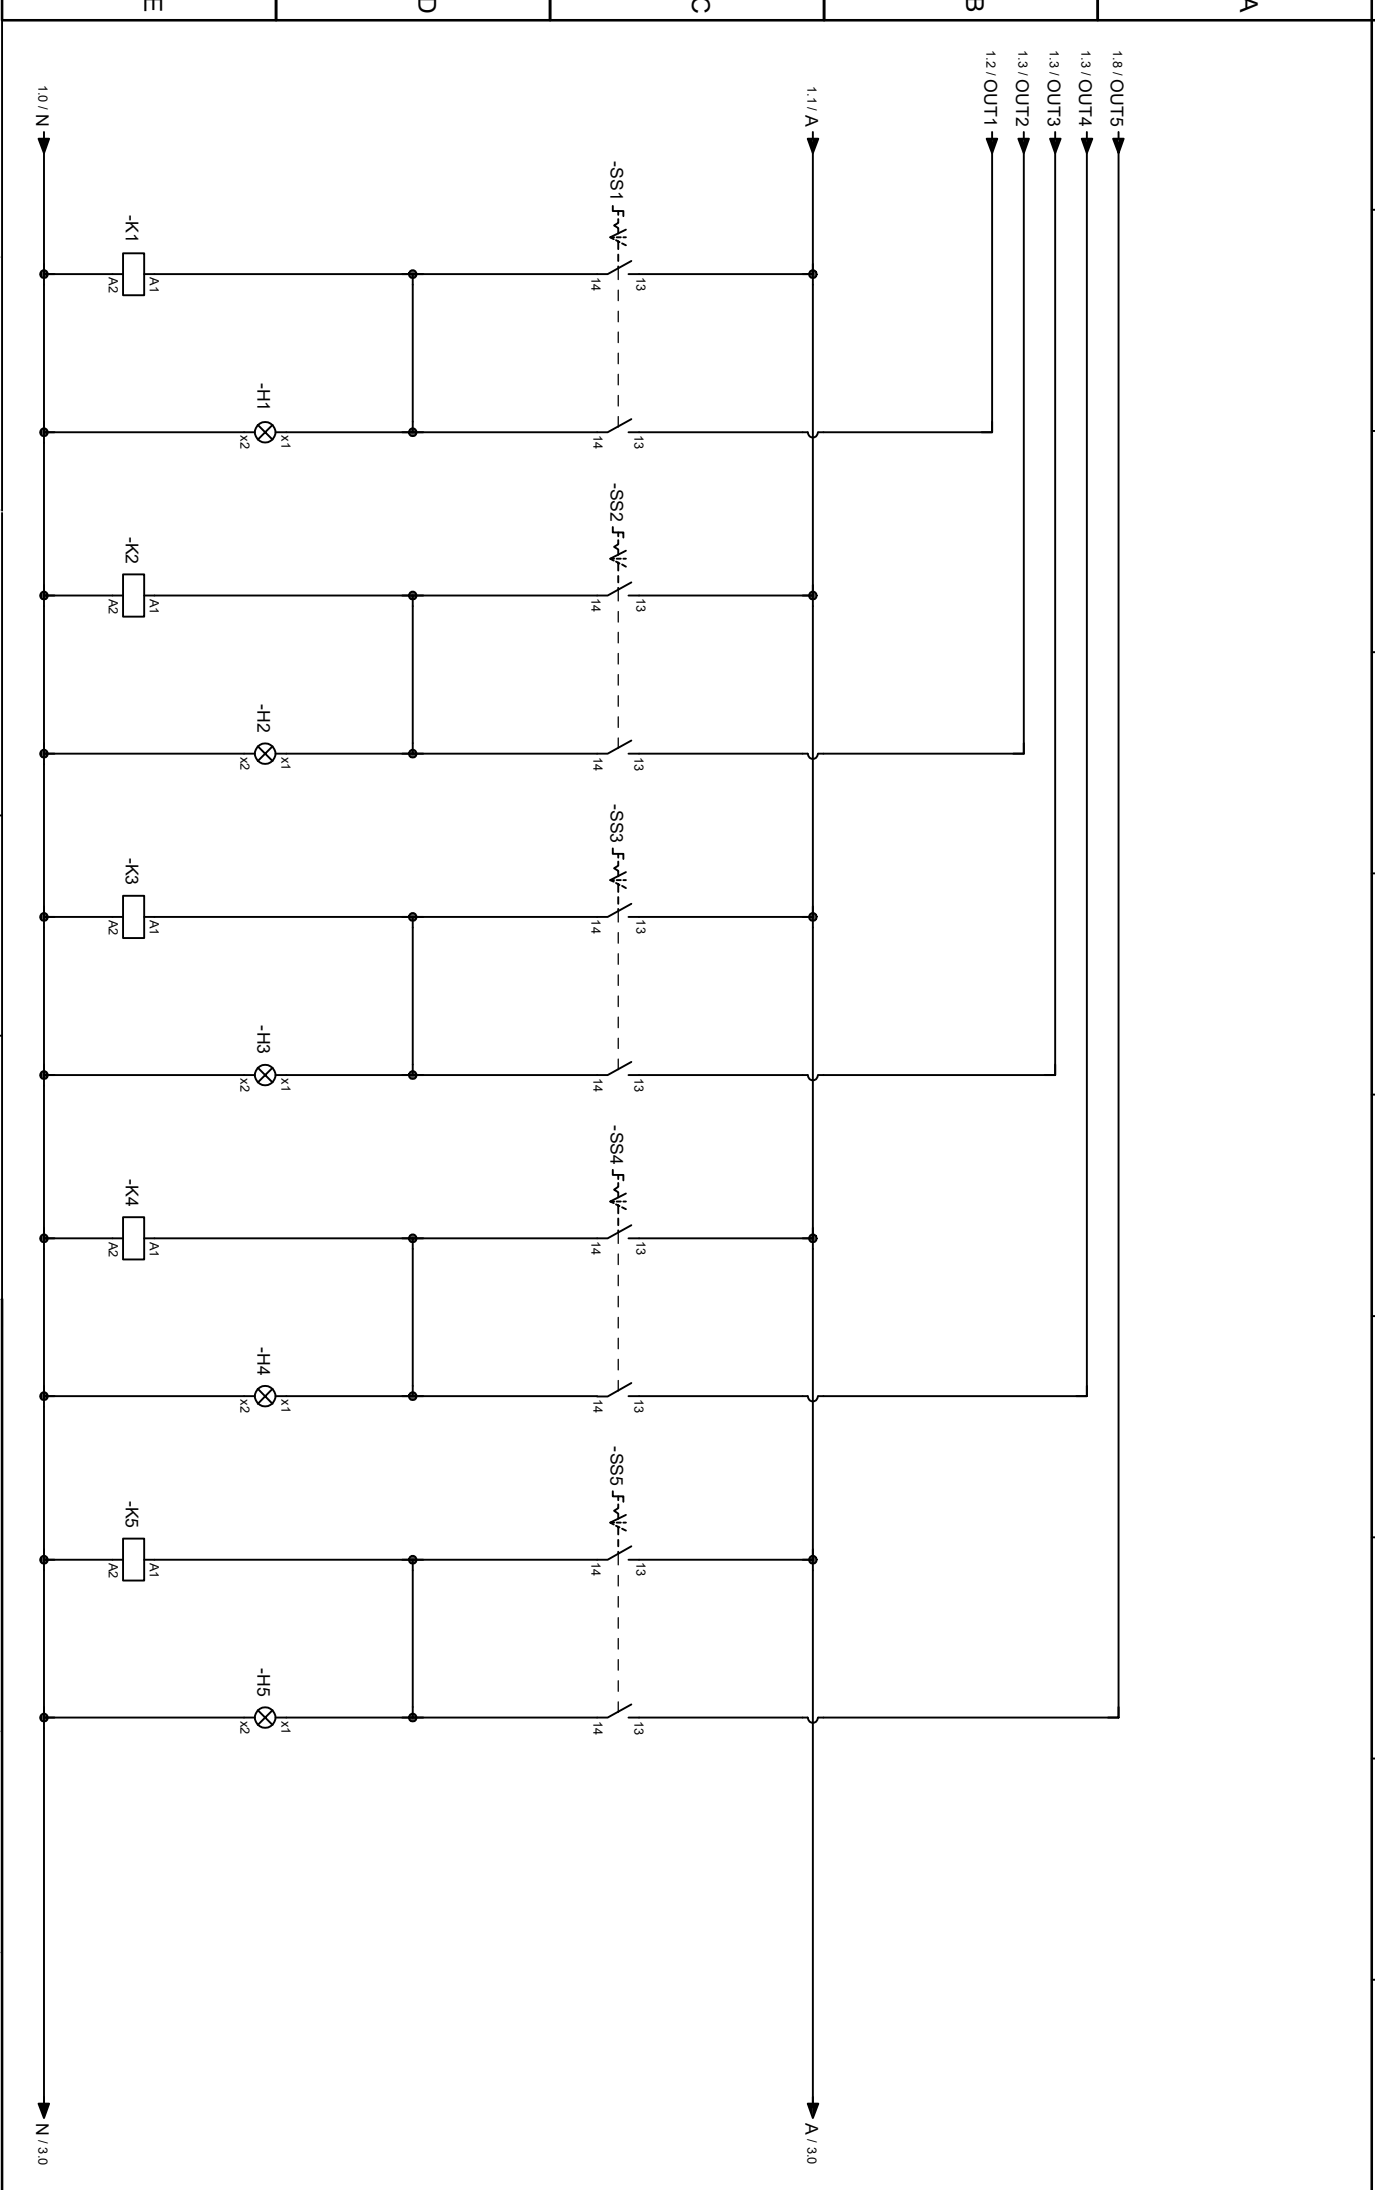 A
B
C
D
E
1.8 / OUT5
1.3 / OUT4
1.3 / OUT3
1.3 / OUT2
1.2 / OUT1
1.1 / A
A / 3.0
-SS1
13
14
13
14
-SS2
13
14
13
14
-SS3
13
14
13
14
-SS4
13
14
13
14
-SS5
13
14
13
14
-H1
x1
x2
-H2
x1
x2
-H3
x1
x2
-H4
x1
x2
-H5
x1
x2
-K1
A1
A2
-K2
A1
A2
-K3
A1
A2
-K4
A1
A2
-K5
A1
A2
1.0 / N
N / 3.0